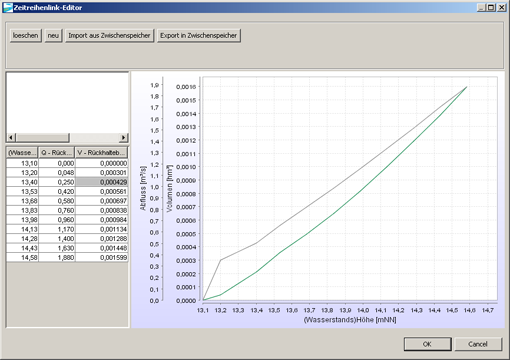 Zeitreihenlink-Editor
loeschen neu Import aus Zwischenspeicher Export in Zwischenspeicher
(Wasse... Q - Rück... V - Rückhalteb...
13,10 0,000 0,000000
13,20 0,048 0,000301
13,40 0,250 0,000429
13,53 0,420 0,000561
13,68 0,580 0,000697
13,83 0,760 0,000838
13,98 0,960 0,000984
14,13 1,170 0,001134
14,28 1,400 0,001288
14,43 1,630 0,001448
14,58 1,880 0,001599
Abfluss [m³/s]
1,9
1,8
1,7
1,6
1,5
1,4
1,3
1,2
1,1
1,0
0,9
0,8
0,7
0,6
0,5
0,4
0,3
0,2
0,1
0,0
Volumen [hm³]
0,0016
0,0015
0,0014
0,0013
0,0012
0,0011
0,0010
0,0009
0,0008
0,0007
0,0006
0,0005
0,0004
0,0003
0,0002
0,0001
0,0000
13,1 13,2 13,3 13,4 13,5 13,6 13,7 13,8 13,9 14,0 14,1 14,2 14,3 14,4 14,5 14,6 14,7
(Wasserstands)Höhe [mNN]
OK Cancel